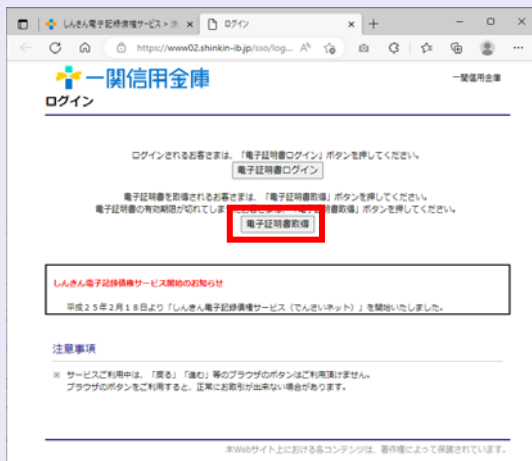 しんきん電子記録債権サービス>
ログイン
https://www02.shinkin-ib.jp/sso/log...
一関信用金庫
一関信用金庫
ログイン
ログインされるお客さまは、「電子証明書ログイン」ボタンを押してください。
電子証明書ログイン
電子証明書を取得されるお客さまは、「電子証明書取得」ボタンを押してください。
電子証明書の有効期限が切れてしま お客さまは、「電子証明書取得」ボタンを押してください。
電子証明書取得
しんきん電子記録債権サービス開始のお知らせ
平成25年2月18日より「しんきん電子記録債権サービス（でんさいネット）」を開始いたしました。
注意事項
※ サービスご利用中は、「戻る」「進む」等のブラウザのボタンはご利用頂けません。
ブラウザのボタンをご利用すると、正常にお取引が出来ない場合があります。
本Webサイト上における各コンテンツは、著作権によって保護されています。